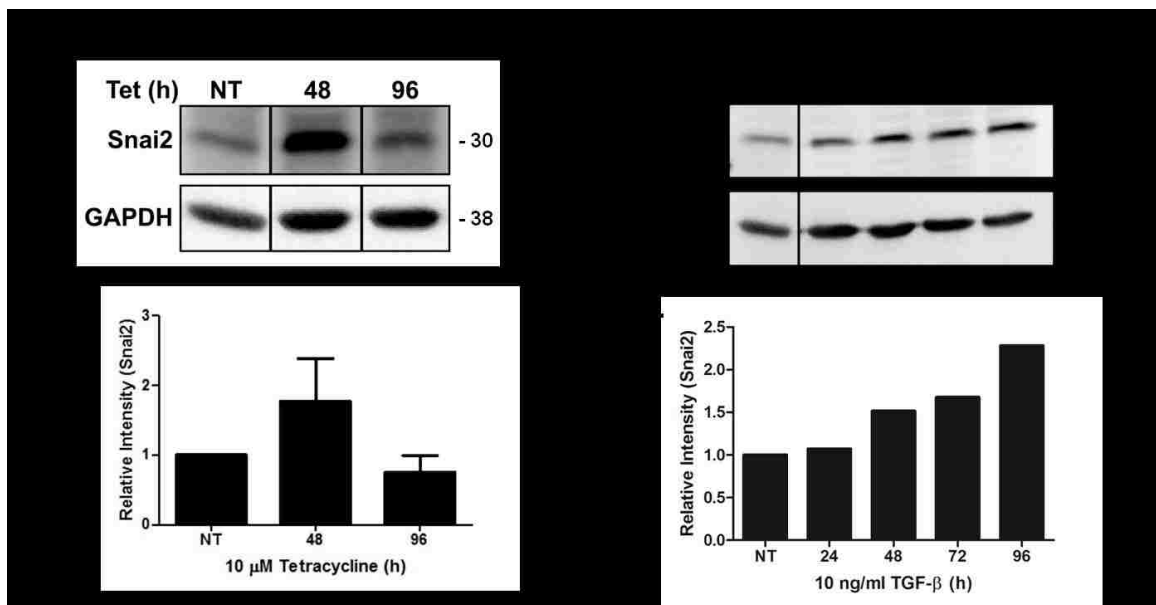 Tet (h) NT 48 96
Snai2 - 30
GAPDH - 38
Relative Intensity (Snai2)
3
2
1
0
NT 48 96
10 μM Tetracycline (h)
Relative Intensity (Snai2)
2.5
2.0
1.5
1.0
0.5
0.0
NT 24 48 72 96
10 ng/ml TGF-β (h)